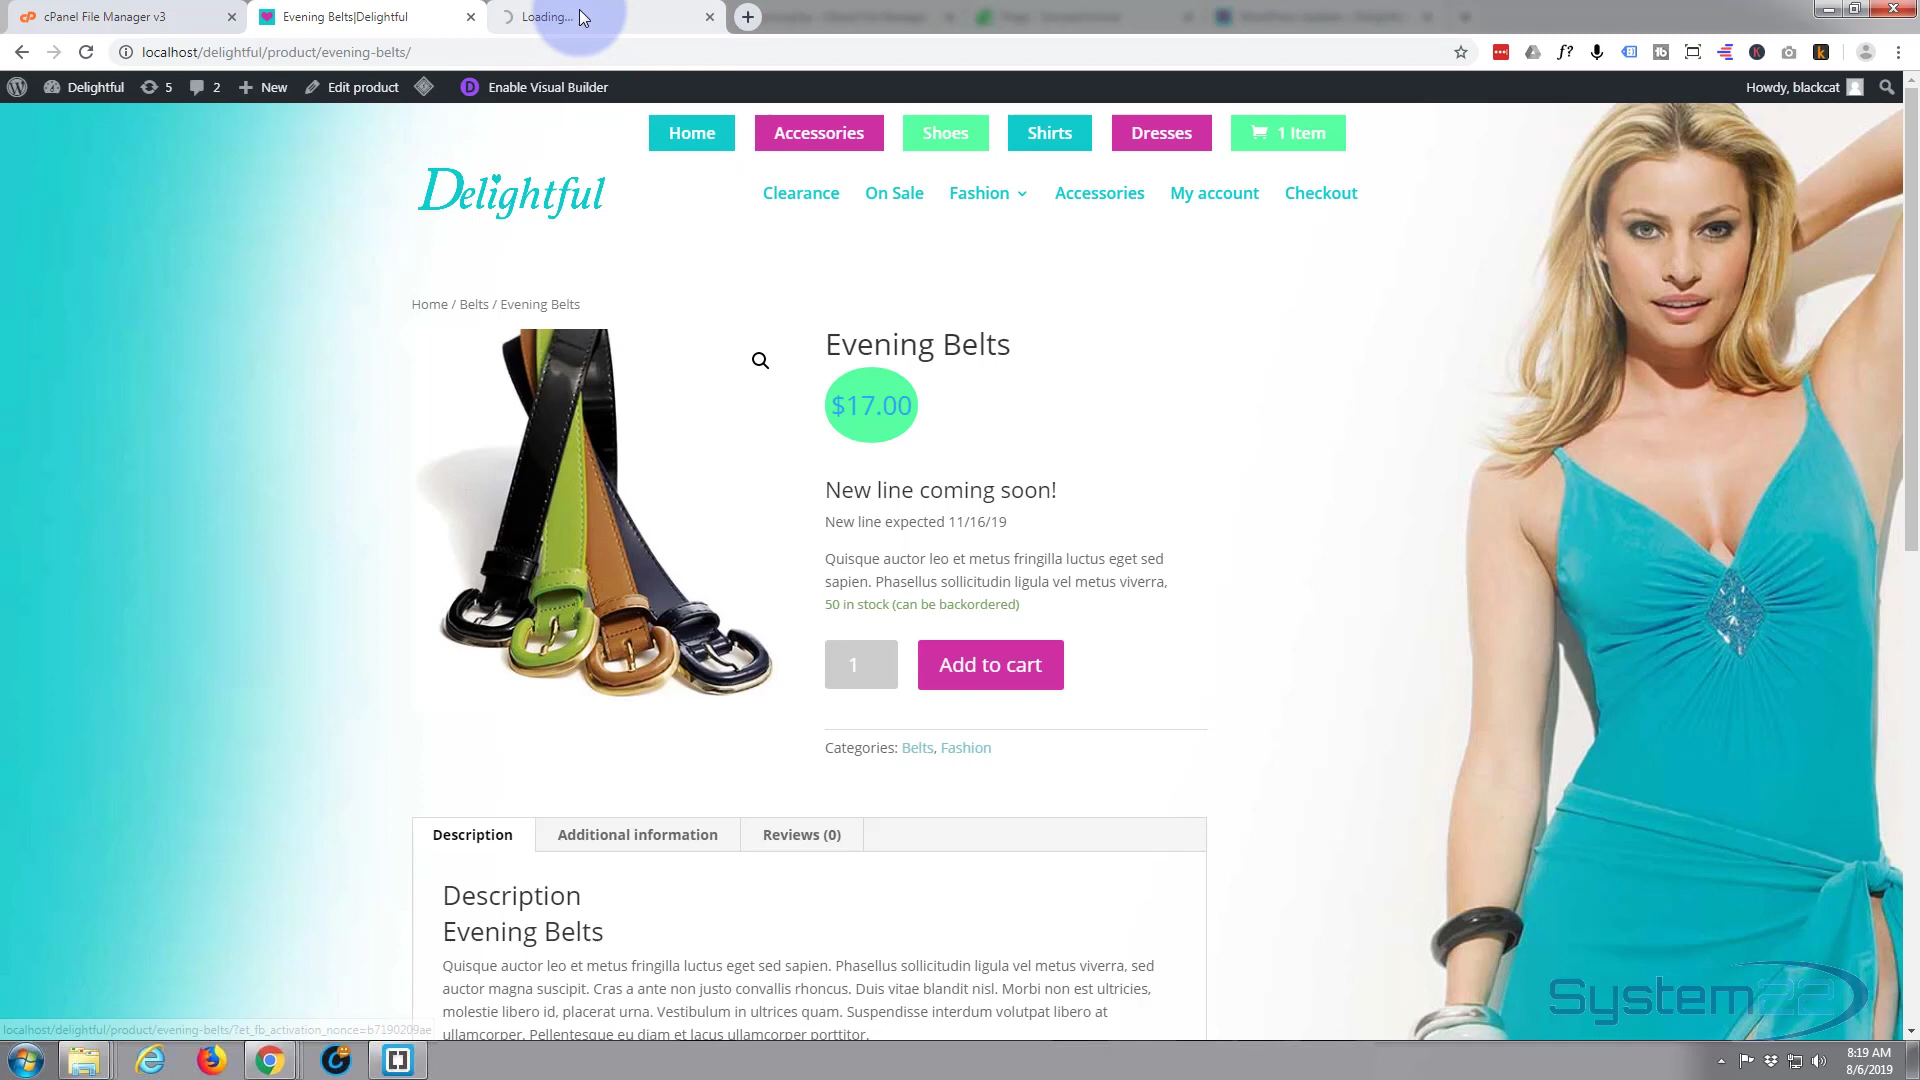 cPanel File Manager v3
Evening Belts|Delightful
Loading...
localhost/delightful/product/evening-belts/
Delightful
5
2
New
Edit product
Enable Visual Builder
Howdy, blackcat
Home
Accessories
Shoes
Shirts
Dresses
1 Item
Delightful
Clearance
On Sale
Fashion
Accessories
My account
Checkout
Home / Belts / Evening Belts
Evening Belts
$17.00
New line coming soon!
New line expected 11/16/19
Quisque auctor leo et metus fringilla luctus eget sed
sapien. Phasellus sollicitudin ligula vel metus viverra,
50 in stock (can be backordered)
1
Add to cart
Categories: Belts, Fashion
Description
Additional information
Reviews (0)
Description
Evening Belts
Quisque auctor leo et metus fringilla luctus eget sed sapien. Phasellus sollicitudin ligula vel metus viverra, sed
auctor magna suscipit. Cras a ante non justo convallis rhoncus. Duis vitae blandit nisl. Morbi non est ultricies,
molestie libero id, placerat urna. Vestibulum in ultrices quam. Suspendisse interdum volutpat libero at
ullamcorper. Pellentesque eu diam et lacus ullamcorper porttitor.
localhost/delightful/product/evening-belts/?et_fb_activation_nonce=b7190209ae
System22
8:19 AM
8/6/2019